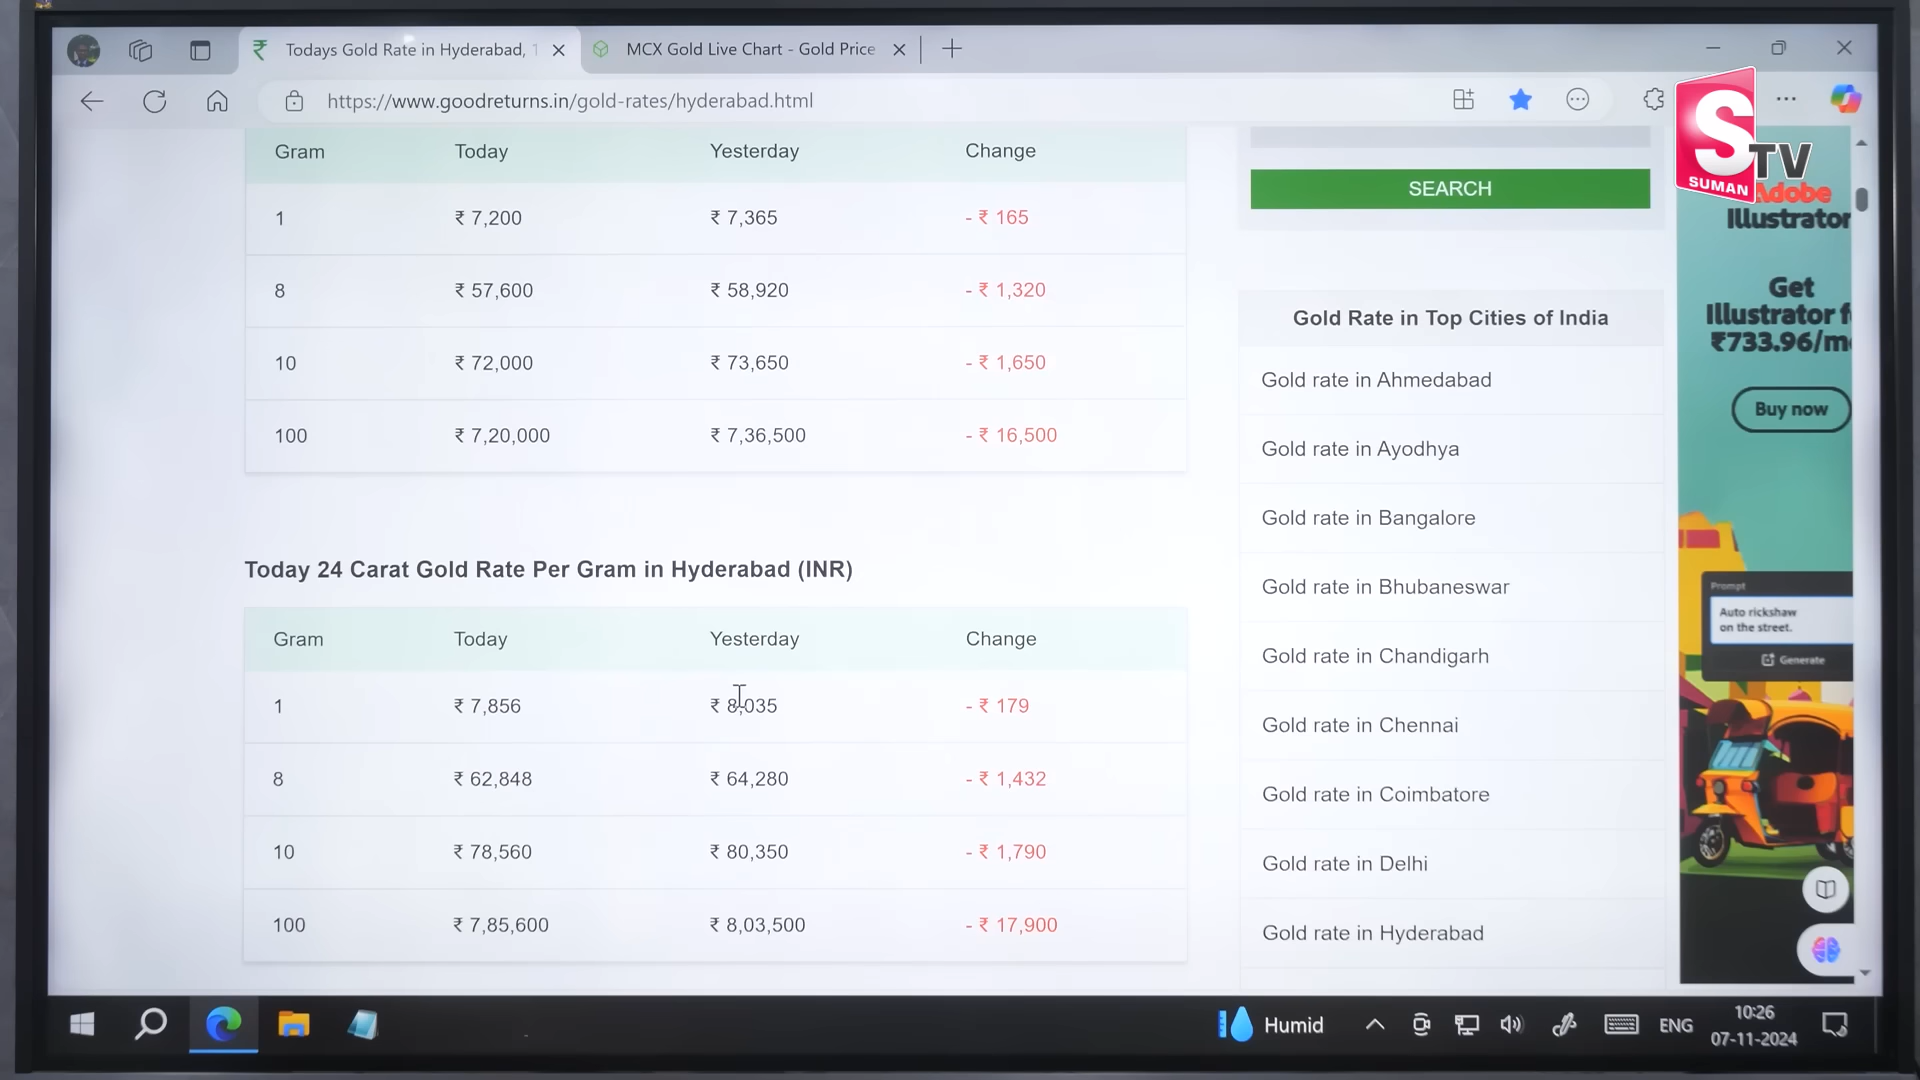 Todays Gold Rate in Hyderabad,
MCX Gold Live Chart - Gold Price
https://www.goodreturns.in/gold-rates/hyderabad.html
S
TV
SUMAN
Gram Today Yesterday Change
1 ₹ 7,200 ₹ 7,365 - ₹ 165
8 ₹ 57,600 ₹ 58,920 - ₹ 1,320
10 ₹ 72,000 ₹ 73,650 - ₹ 1,650
100 ₹ 7,20,000 ₹ 7,36,500 - ₹ 16,500
Today 24 Carat Gold Rate Per Gram in Hyderabad (INR)
Gram Today Yesterday Change
1 ₹ 7,856 ₹ 8,035 - ₹ 179
8 ₹ 62,848 ₹ 64,280 - ₹ 1,432
10 ₹ 78,560 ₹ 80,350 - ₹ 1,790
100 ₹ 7,85,600 ₹ 8,03,500 - ₹ 17,900
SEARCH
Gold Rate in Top Cities of India
Gold rate in Ahmedabad
Gold rate in Ayodhya
Gold rate in Bangalore
Gold rate in Bhubaneswar
Gold rate in Chandigarh
Gold rate in Chennai
Gold rate in Coimbatore
Gold rate in Delhi
Gold rate in Hyderabad
Adobe
Illustrator
Get
Illustrator f
₹733.96/m
Buy now
Prompt
Auto rickshaw
on the street.
Generate
Humid
ENG
10:26
07-11-2024